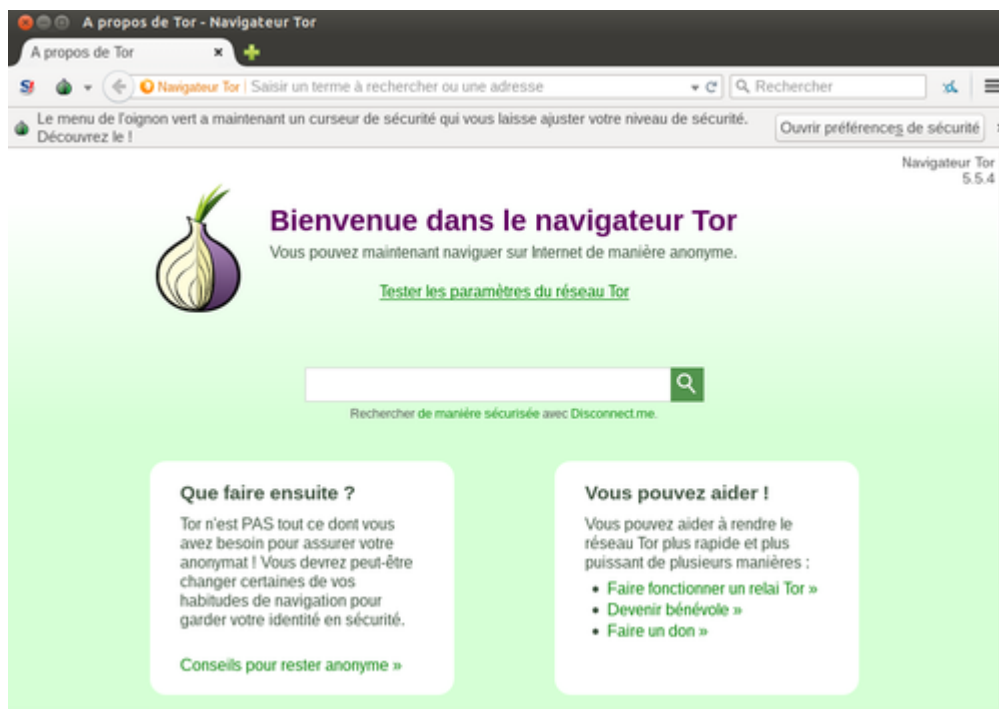 A propos de Tor - Navigateur Tor
A propos de Tor
Navigateur Tor
Saisir un terme à rechercher ou une adresse
Rechercher
Le menu de l'oignon vert a maintenant un curseur de sécurité qui vous laisse ajuster votre niveau de sécurité.
Découvrez le !
Ouvrir préférences de sécurité
Navigateur Tor
5.5.4
Bienvenue dans le navigateur Tor
Vous pouvez maintenant naviguer sur Internet de manière anonyme.
Tester les paramètres du réseau Tor
Rechercher de manière sécurisée avec Disconnect.me.
Que faire ensuite ?
Tor n'est PAS tout ce dont vous
avez besoin pour assurer votre
anonymat ! Vous devrez peut-être
changer certaines de vos
habitudes de navigation pour
garder votre identité en sécurité.
Conseils pour rester anonyme »
Vous pouvez aider !
Vous pouvez aider à rendre le
réseau Tor plus rapide et plus
puissant de plusieurs manières :
• Faire fonctionner un relai Tor »
• Devenir bénévole »
• Faire un don »